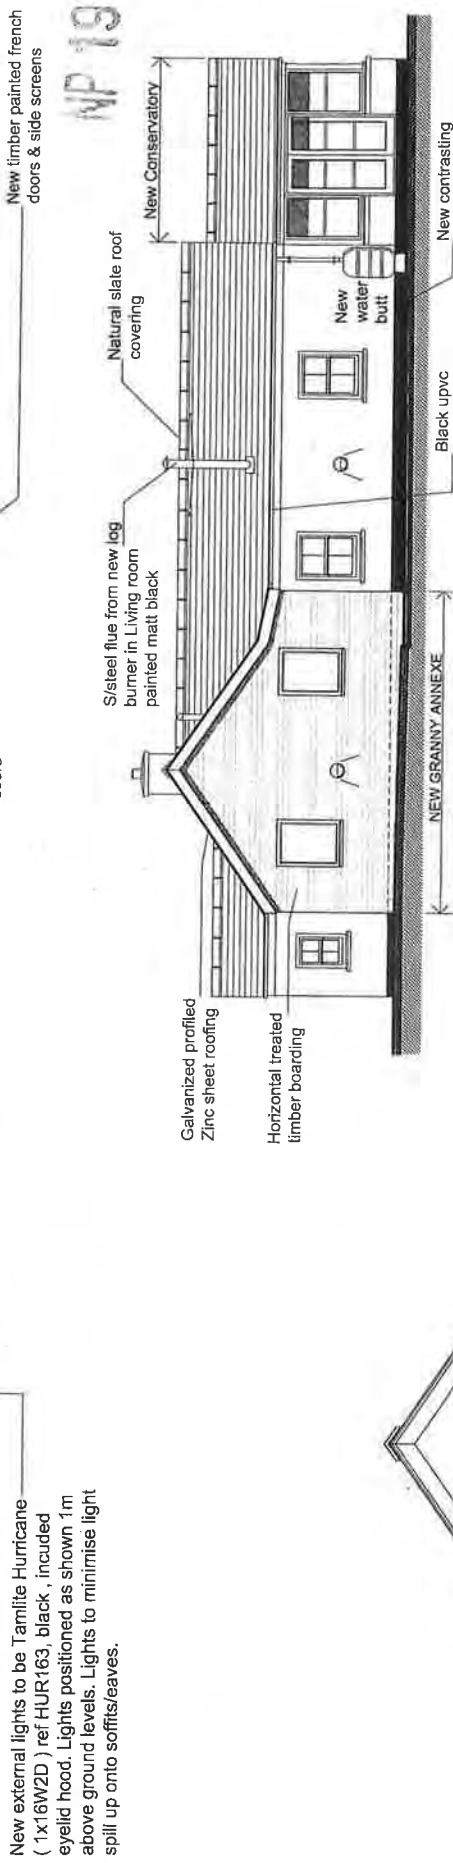 New external lights to be Tamlite Hurricane
( 1x16W2D ) ref HUR163, black , incuded
eyelid hood. Lights positioned as shown 1m
above ground levels. Lights to minimise light
spill up onto soffits/eaves.
Galvanized profiled
Zinc sheet roofing
Horizontal treated
timber boarding
S/steel flue from new log
burner in Living room
painted matt black
Natural slate roof
covering
New Conservatory
New timber painted french
doors & side screens
NP 19
New
water
butt
NEW GRANNY ANNEXE
Black upvc
New contrasting